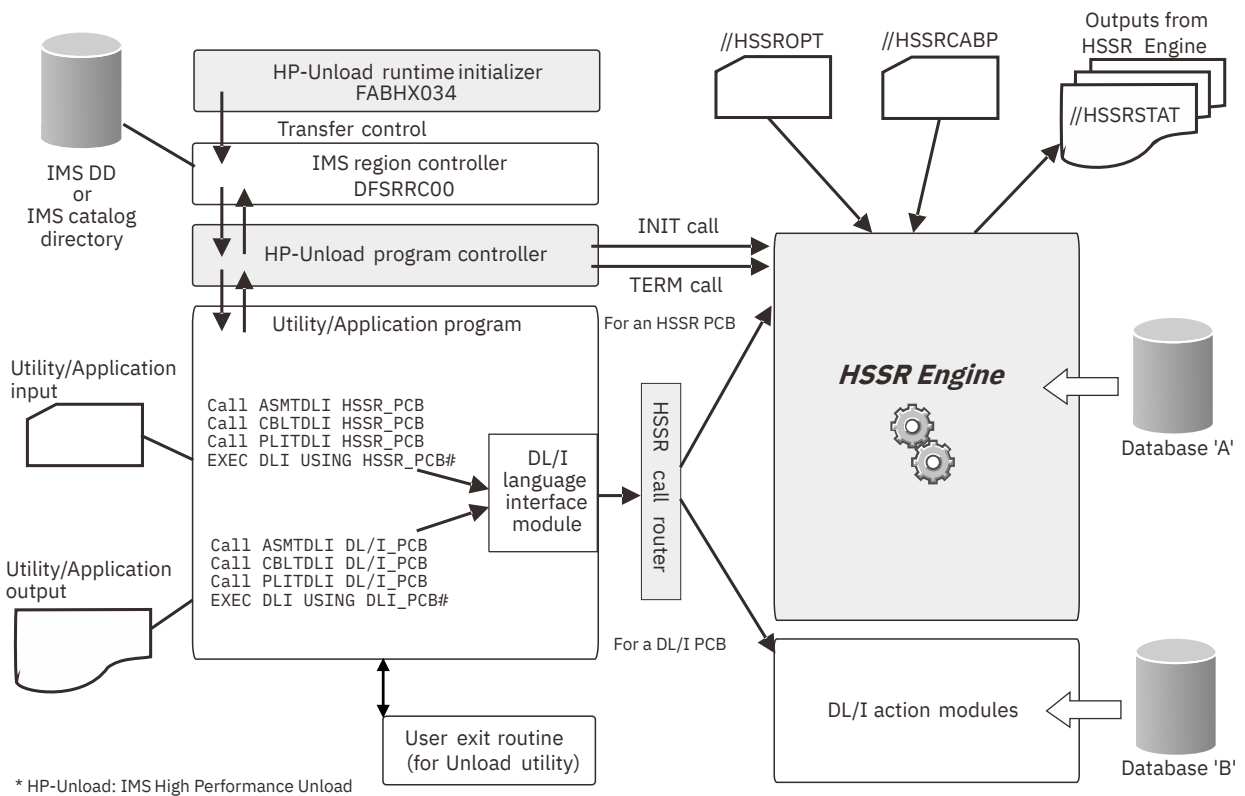 Outputs from
HSSR Engine
//HSSROPT
//HSSRCABP
//HSSRSTAT
HP-Unload runtime initializer
FABHX034
Transfer control
IMS region controller
DFSRRC00
IMS DD
or
IMS catalog
directory
HP-Unload program controller
INIT call
TERM call
Utility/Application program
For an HSSR PCB
Utility/Application
input
Call ASMTDLI HSSR_PCB
Call CBLTDLI HSSR_PCB
Call PLITDLI HSSR_PCB
EXEC DLI USING HSSR_PCB#
DL/I
language
interface
module
HSSR call router
HSSR Engine
Database 'A'
Call ASMTDLI DL/I_PCB
Call CBLTDLI DL/I_PCB
Call PLITDLI DL/I_PCB
EXEC DLI USING DLI_PCB#
Utility/Application
output
For a DL/I PCB
DL/I action modules
Database 'B'
User exit routine
(for Unload utility)
* HP-Unload: IMS High Performance Unload